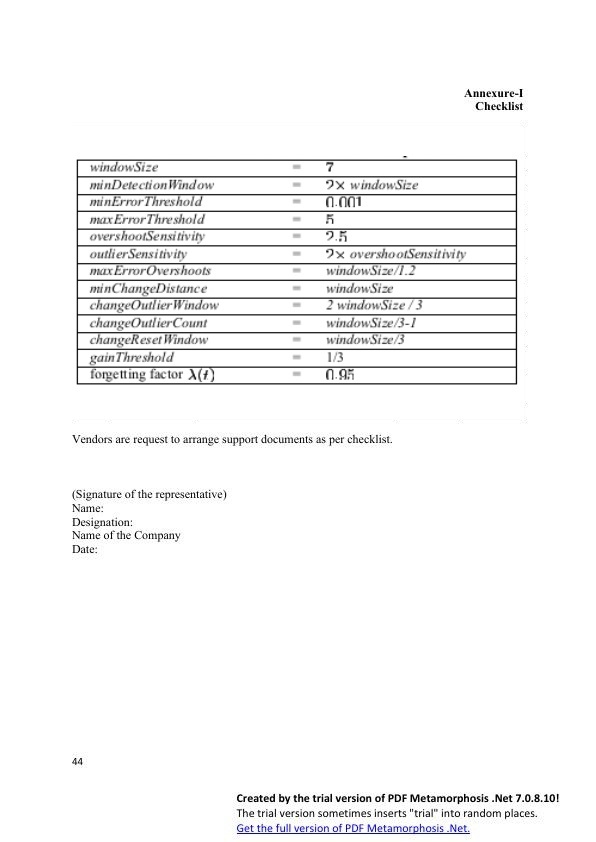 Annexure-I
Checklist
windowSize = 7
minDetectionWindow = 2× windowSize
minErrorThreshold = 0.001
maxErrorThreshold = 5
overshootSensitivity = 2.5
outlierSensitivity = 2× overshootSensitivity
maxErrorOvershoots = windowSize/1.2
minChangeDistance = windowSize
changeOutlierWindow = 2 windowSize / 3
changeOutlierCount = windowSize/3-1
changeResetWindow = windowSize/3
gainThreshold = 1/3
forgetting factor λ(t) = 0.95
Vendors are request to arrange support documents as per checklist.
(Signature of the representative)
Name:
Designation:
Name of the Company
Date:
44
Created by the trial version of PDF Metamorphosis .Net 7.0.8.10!
The trial version sometimes inserts "trial" into random places.
Get the full version of PDF Metamorphosis .Net.